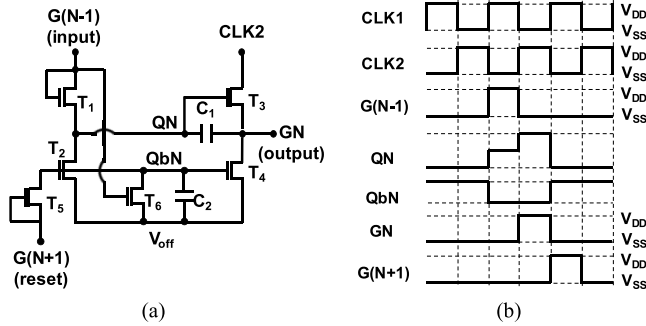 G(N-1)
(input)
CLK2
T1
QN
C1
T3
GN
(output)
T2
QbN
T4
T5
T6
C2
Voff
G(N+1)
(reset)
(a)
CLK1
VDD
VSS
CLK2
VDD
VSS
G(N-1)
VDD
VSS
QN
QbN
GN
VDD
VSS
G(N+1)
VDD
VSS
(b)